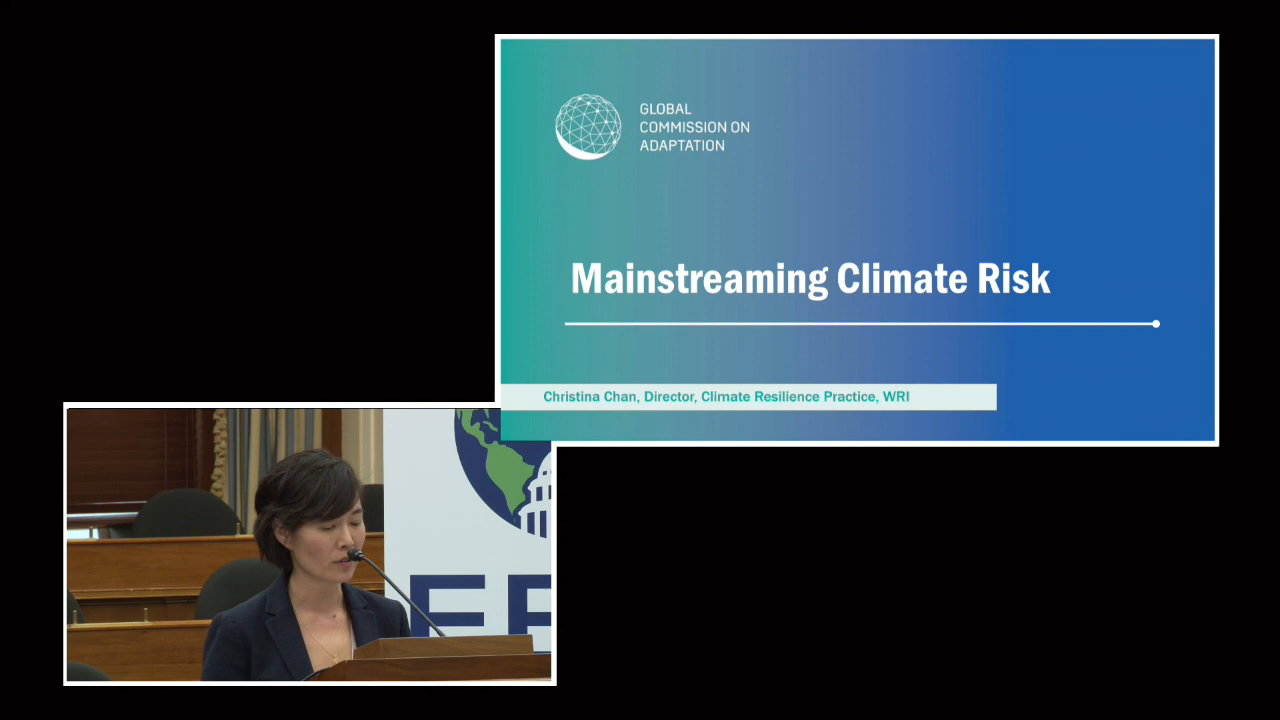 GLOBAL
COMMISSION ON
ADAPTATION
Mainstreaming Climate Risk
Christina Chan, Director, Climate Resilience Practice, WRI